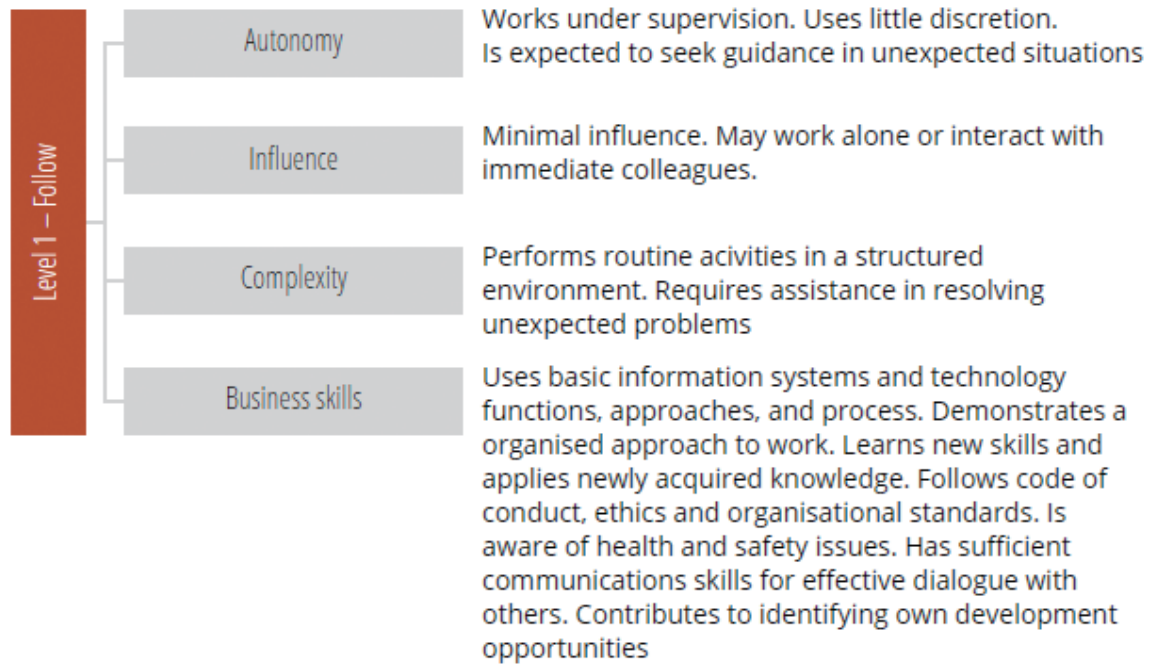 Level 1 – Follow
Autonomy
Works under supervision. Uses little discretion.
Is expected to seek guidance in unexpected situations
Influence
Minimal influence. May work alone or interact with
immediate colleagues.
Complexity
Performs routine acivities in a structured
environment. Requires assistance in resolving
unexpected problems
Business skills
Uses basic information systems and technology
functions, approaches, and process. Demonstrates a
organised approach to work. Learns new skills and
applies newly acquired knowledge. Follows code of
conduct, ethics and organisational standards. Is
aware of health and safety issues. Has sufficient
communications skills for effective dialogue with
others. Contributes to identifying own development
opportunities